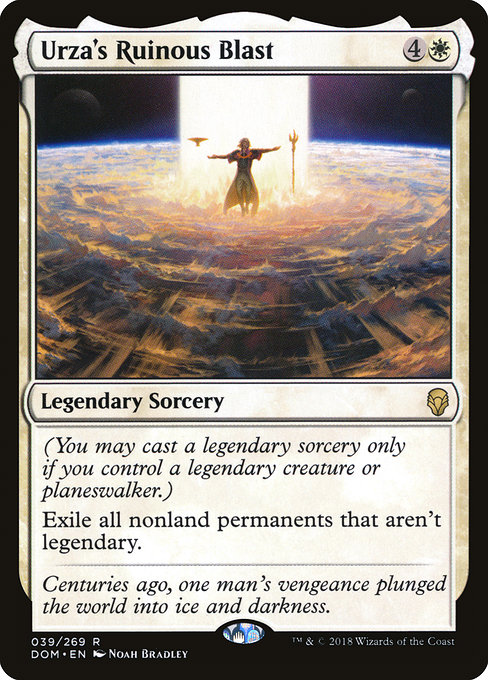 Urza's Ruinous Blast 4
Legendary Sorcery
(You may cast a legendary sorcery only
if you control a legendary creature or
planeswalker.)
Exile all nonland permanents that aren't
legendary.
Centuries ago, one man's vengeance plunged
the world into ice and darkness.
039/269 R
DOM • EN Noah Bradley
™ & © 2018 Wizards of the Coast